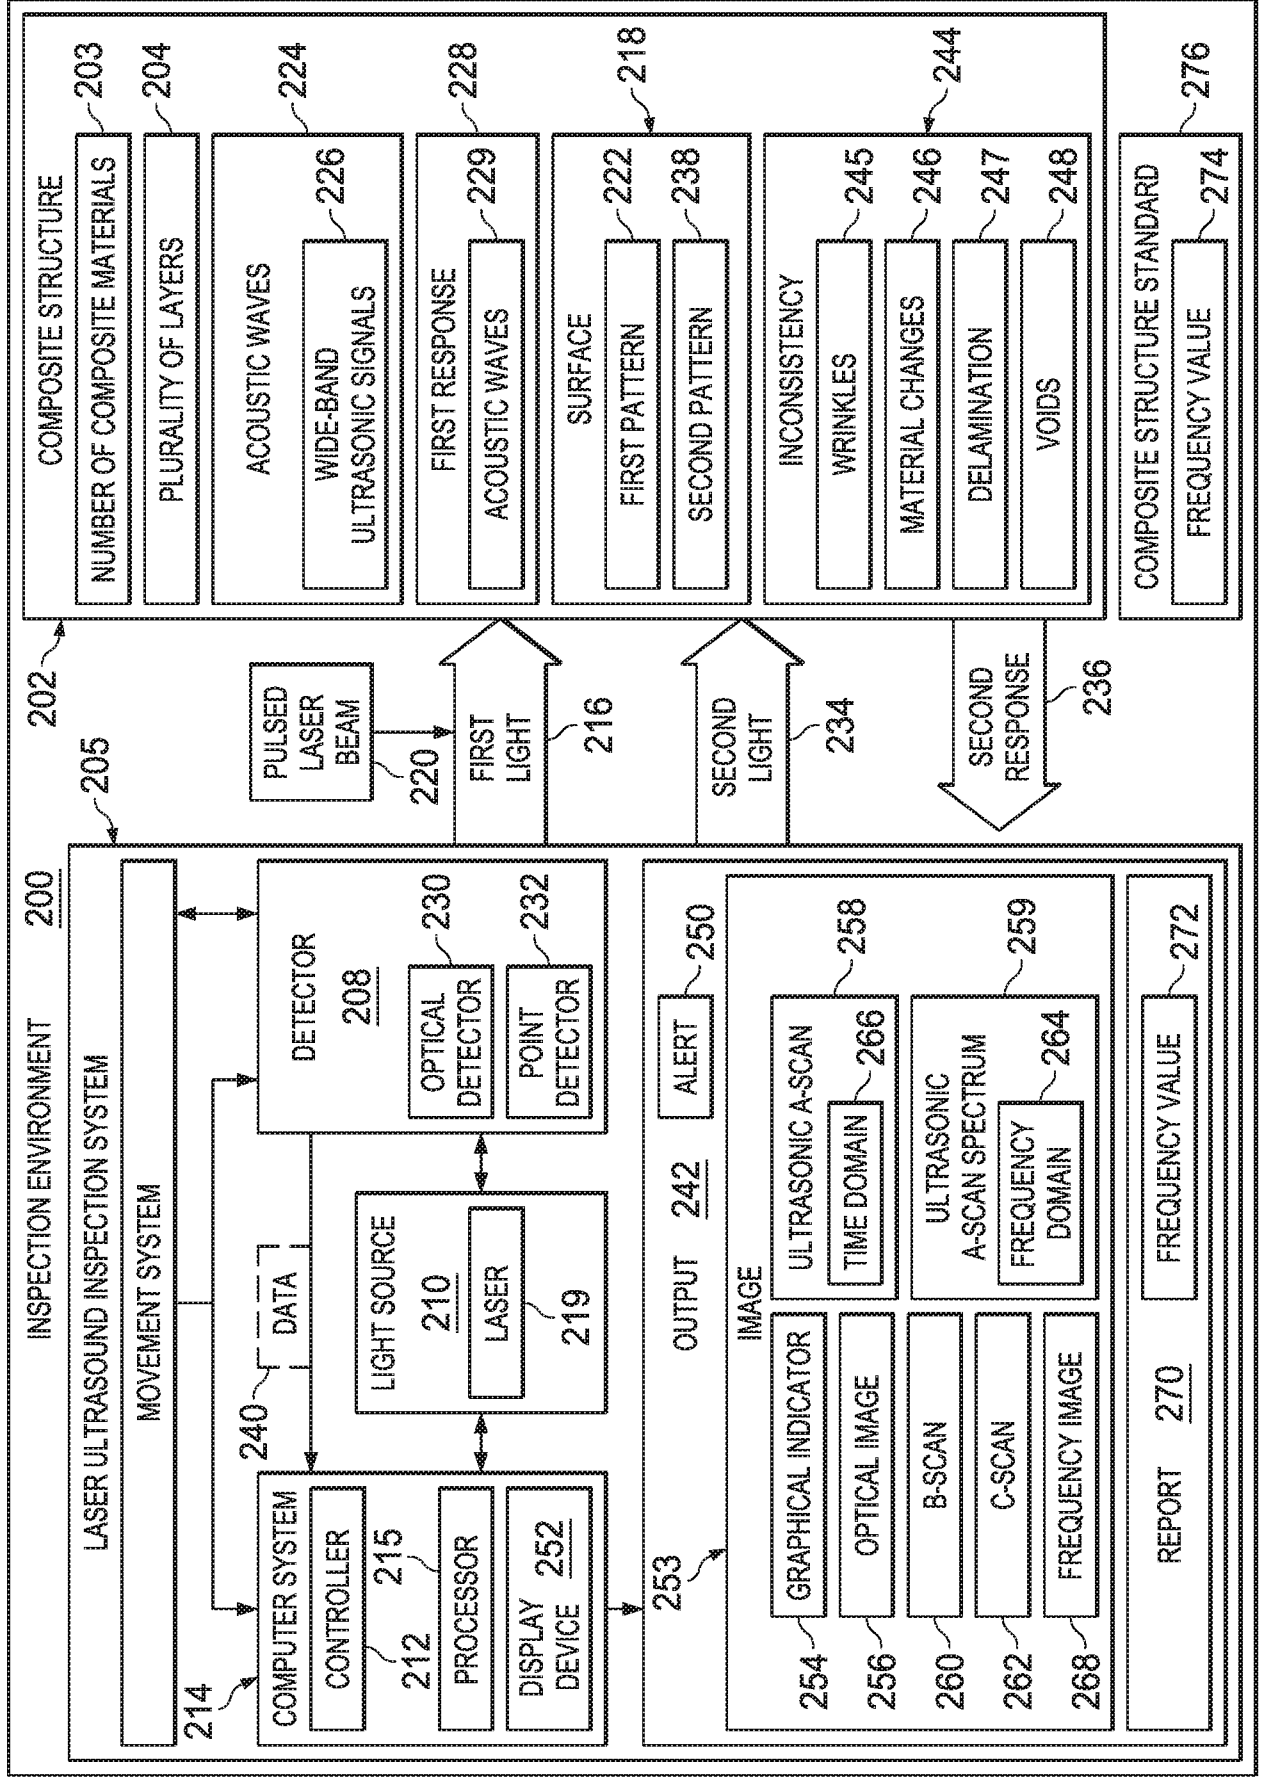 INSPECTION ENVIRONMENT
200
LASER ULTRASOUND INSPECTION SYSTEM
205
MOVEMENT SYSTEM
214
COMPUTER SYSTEM
CONTROLLER
212
215
PROCESSOR
DISPLAY
DEVICE
252
240
DATA
LIGHT SOURCE
210
LASER
219
DETECTOR
208
OPTICAL
DETECTOR
230
POINT
DETECTOR
232
OUTPUT
242
ALERT
250
253
IMAGE
GRAPHICAL INDICATOR
254
OPTICAL IMAGE
256
B-SCAN
260
C-SCAN
262
FREQUENCY IMAGE
268
ULTRASONIC A-SCAN
258
TIME DOMAIN
266
ULTRASONIC
A-SCAN SPECTRUM
259
FREQUENCY
DOMAIN
264
REPORT
270
FREQUENCY VALUE
272
PULSED
LASER
BEAM
220
FIRST
LIGHT
216
SECOND
LIGHT
234
SECOND
RESPONSE
236
202
COMPOSITE STRUCTURE
NUMBER OF COMPOSITE MATERIALS
203
PLURALITY OF LAYERS
204
ACOUSTIC WAVES
224
WIDE-BAND
ULTRASONIC SIGNALS
226
FIRST RESPONSE
228
ACOUSTIC WAVES
229
SURFACE
218
FIRST PATTERN
222
SECOND PATTERN
238
INCONSISTENCY
244
WRINKLES
245
MATERIAL CHANGES
246
DELAMINATION
247
VOIDS
248
COMPOSITE STRUCTURE STANDARD
276
FREQUENCY VALUE
274